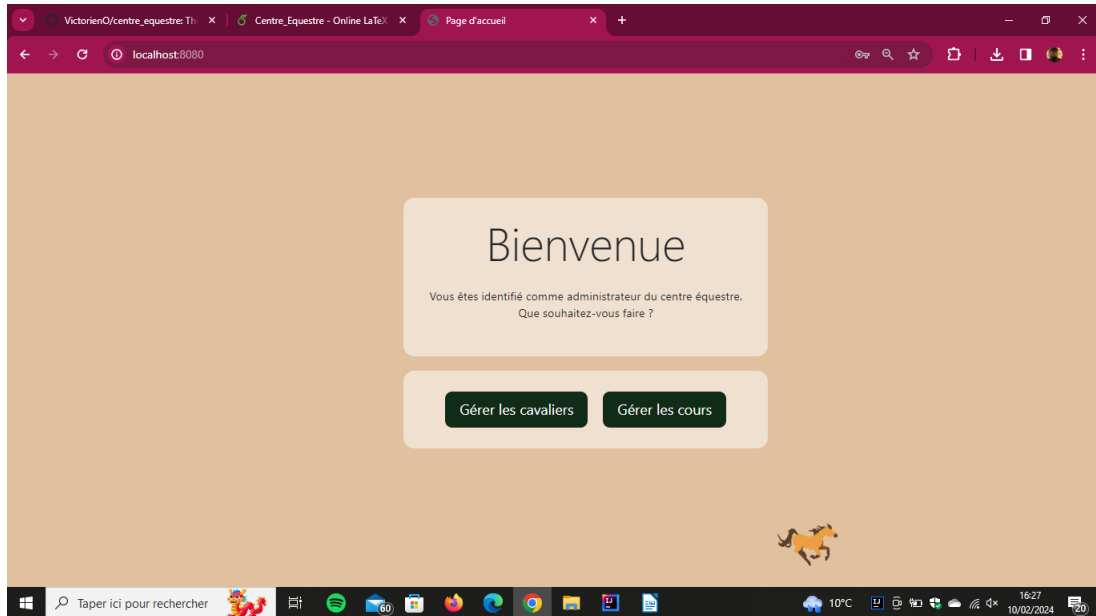 VictorienO/centre_equestre: Thi
Centre_Equestre - Online LaTeX
Page d'accueil
localhost:8080
Bienvenue
Vous êtes identifié comme administrateur du centre équestre.
Que souhaitez-vous faire ?
Gérer les cavaliers
Gérer les cours
Taper ici pour rechercher
60
10°C
16:27
10/02/2024
20